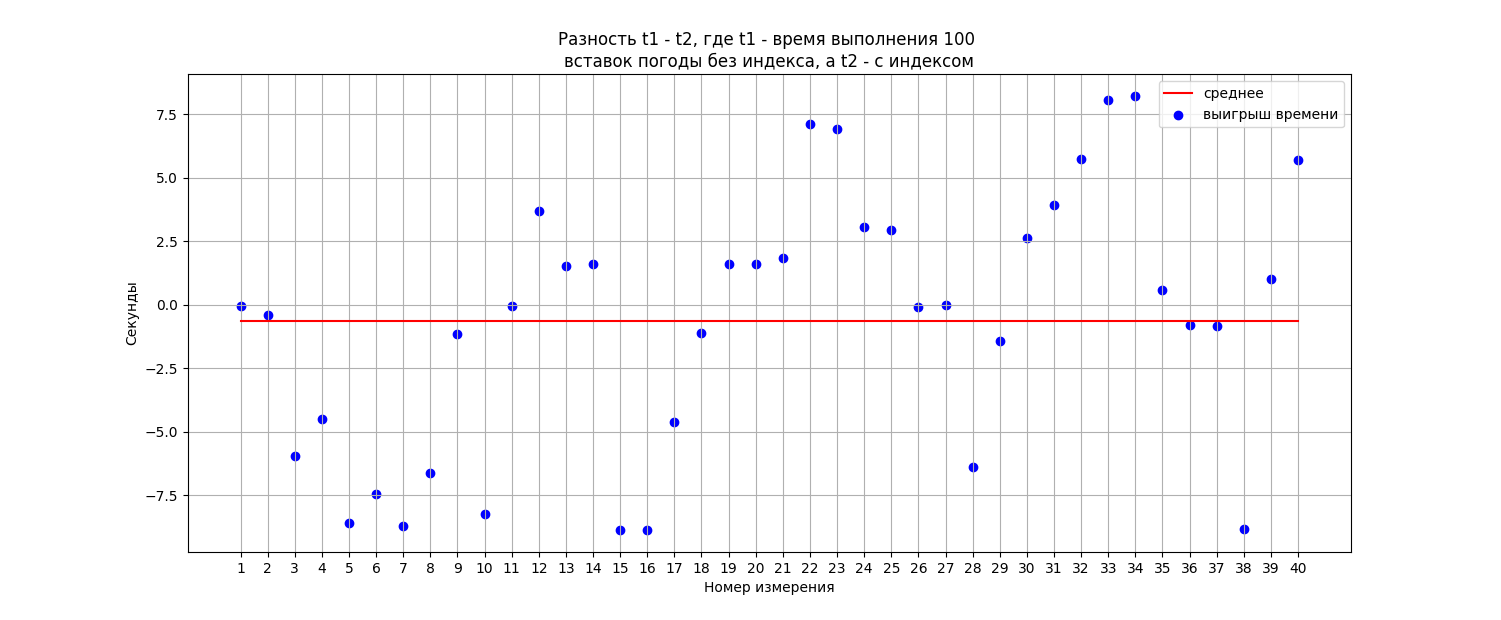 Разность t1 - t2, где t1 - время выполнения 100
вставок погоды без индекса, а t2 - с индексом
среднее
выигрыш времени
7.5
5.0
2.5
0.0
−2.5
−5.0
−7.5
Секунды
1 2 3 4 5 6 7 8 9 10 11 12 13 14 15 16 17 18 19 20 21 22 23 24 25 26 27 28 29 30 31 32 33 34 35 36 37 38 39 40
Номер измерения